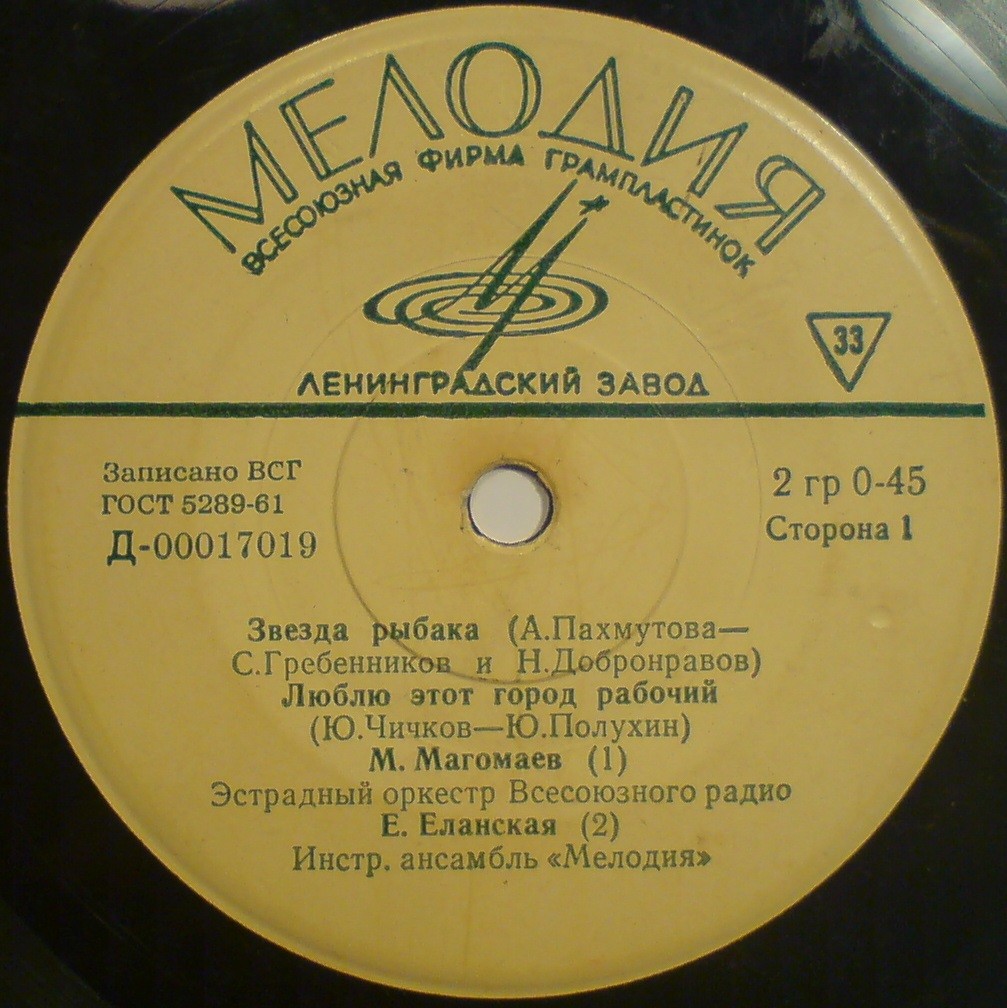 МЕЛОДИЯ
ВСЕСОЮЗНАЯ ФИРМА ГРАМПЛАСТИНОК
33
ЛЕНИНГРАДСКИЙ ЗАВОД
Записано ВСГ
ГОСТ 5289-61
Д-00017019
2 гр 0-45
Сторона 1
Звезда рыбака (А.Пахмутова—
С.Гребенников и Н.Добронравов)
Люблю этот город рабочий
(Ю.Чичков—Ю.Полухин)
М. Магомаев (1)
Эстрадный оркестр Всесоюзного радио
Е. Еланская (2)
Инстр. ансамбль «Мелодия»